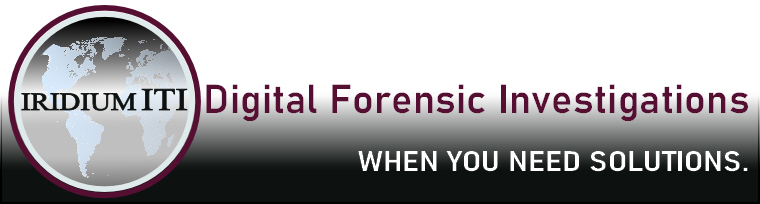 IRIDIUM ITI
Digital Forensic Investigations
WHEN YOU NEED SOLUTIONS.